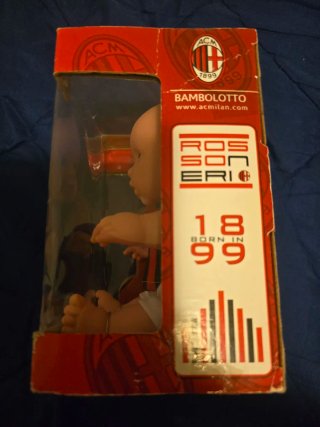 ACM
1899
BAMBOLOTTO
www.acmilan.com
ROS
SON
ERI
18
BORN IN
99